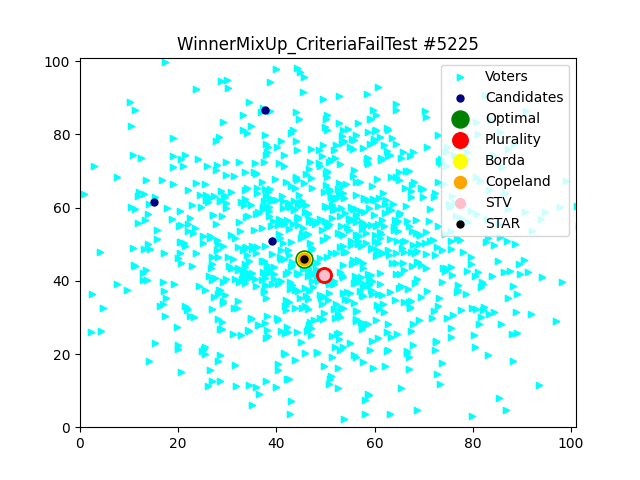 WinnerMixUp_CriteriaFailTest #5225
100
80
60
40
20
0
0 20 40 60 80 100
Voters
Candidates
Optimal
Plurality
Borda
Copeland
STV
STAR